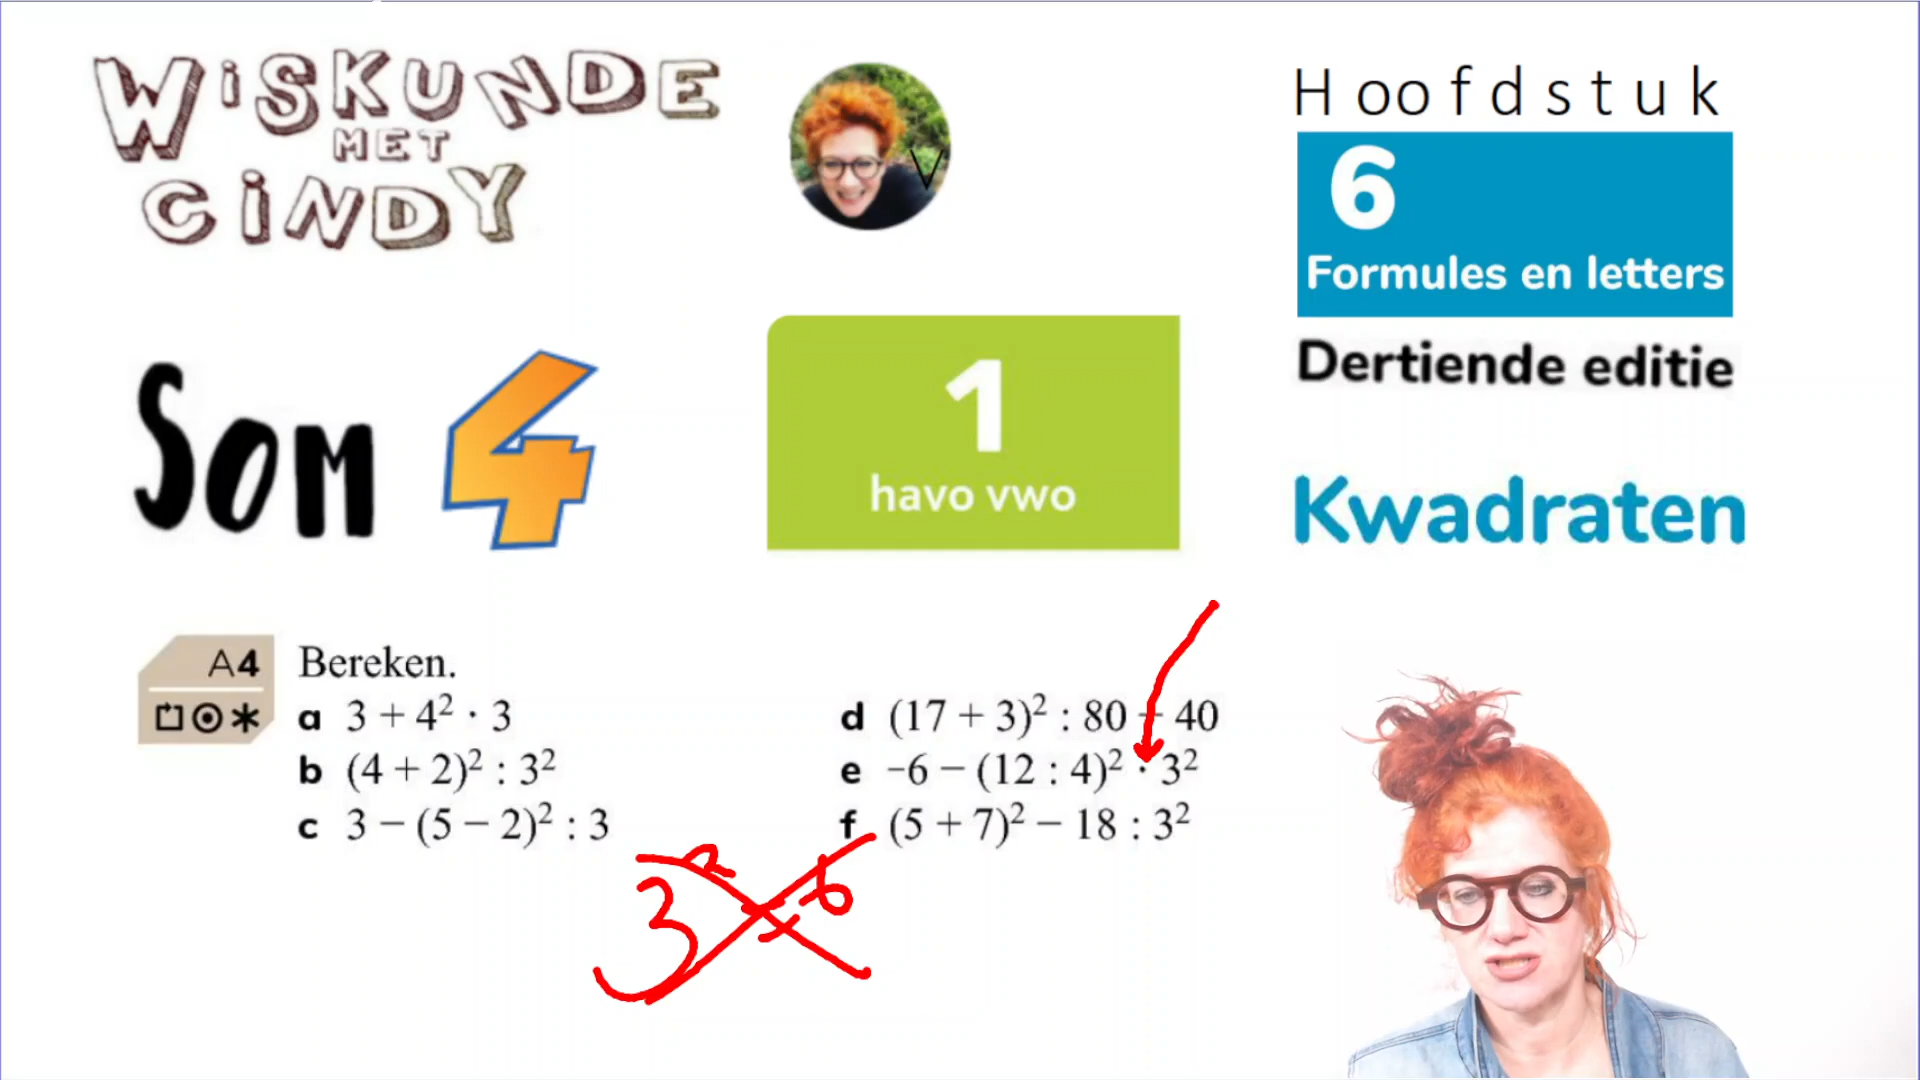 WiSKUNDE
MET
CiNDY
V
Hoofdstuk
6
Formules en letters
Dertiende editie
Som 4
1
havo vwo
Kwadraten
A4
Bereken.
a 3 + 4² · 3
b (4 + 2)² : 3²
c 3 − (5 − 2)² : 3
d (17 + 3)² : 80 − 40
e -6 − (12 : 4)² · 3²
f (5 + 7)² − 18 : 3²
3² = 6